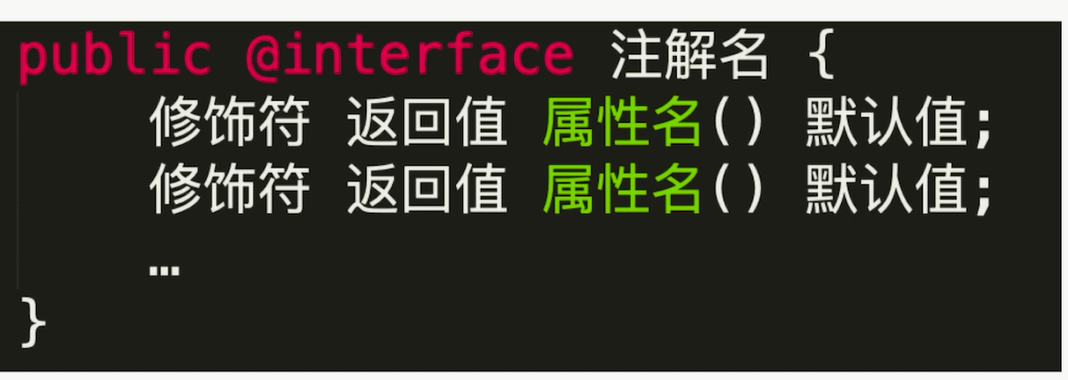 public @interface 注解名 {
修饰符 返回值 属性名() 默认值;
修饰符 返回值 属性名() 默认值;
…
}